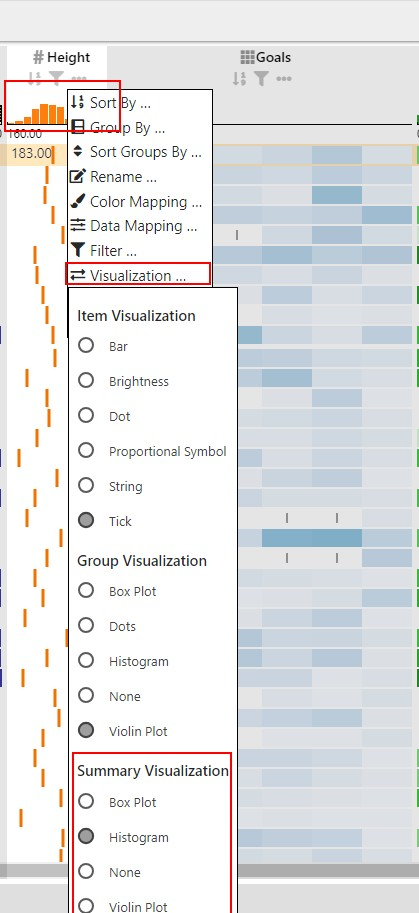 Height
Goals
Sort By ...
Group By ...
160.00
Sort Groups By ...
183.00
Rename ...
Color Mapping ...
Data Mapping ...
Filter ...
Visualization ...
Item Visualization
Bar
Brightness
Dot
Proportional Symbol
String
Tick
Group Visualization
Box Plot
Dots
Histogram
None
Violin Plot
Summary Visualization
Box Plot
Histogram
None
Violin Plot